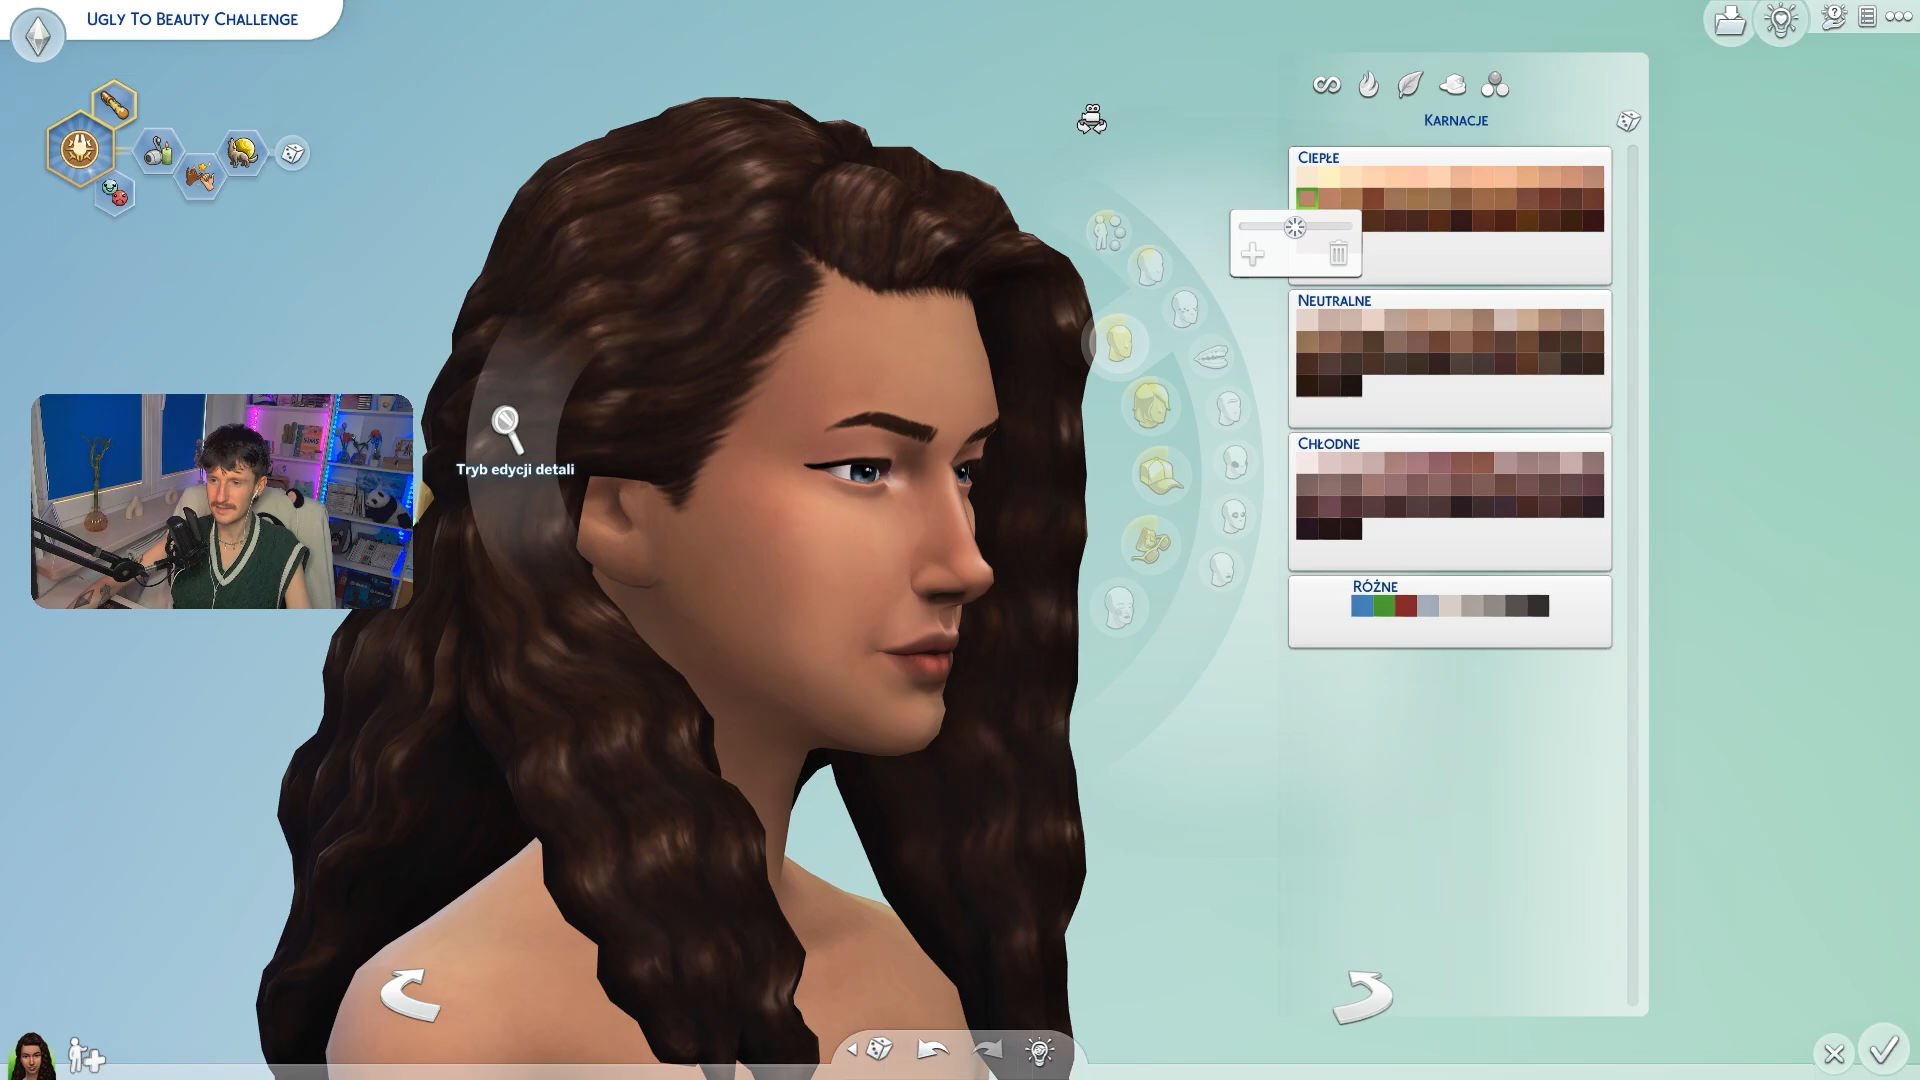 Ugly To Beauty Challenge
Karnacje
Ciepłe
Neutralne
Tryb edycji detali
Chłodne
Różne